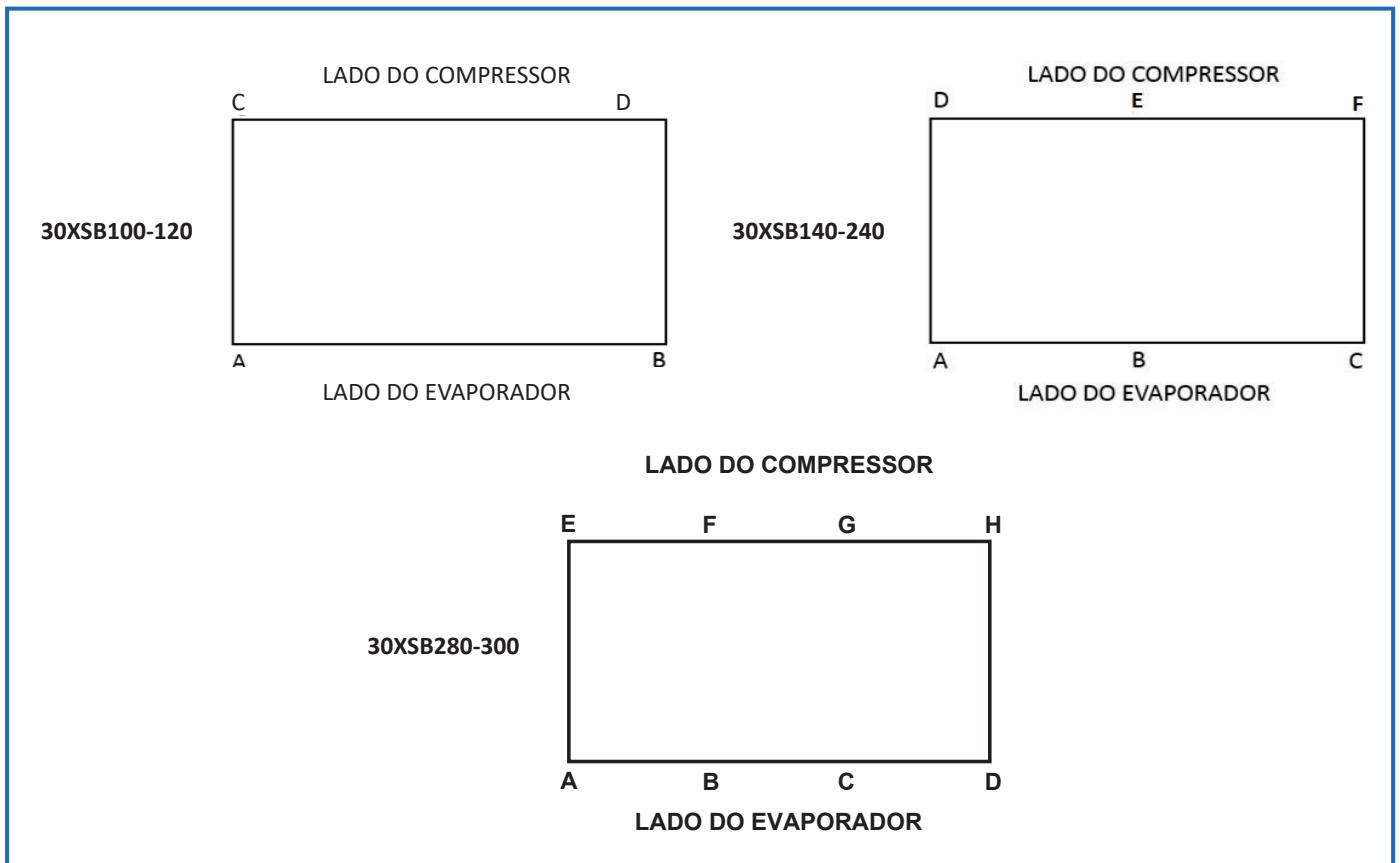 LADO DO COMPRESSOR
C D
30XSB100-120
A B
LADO DO EVAPORADOR
LADO DO COMPRESSOR
D E F
30XSB140-240
A B C
LADO DO EVAPORADOR
LADO DO COMPRESSOR
E F G H
30XSB280-300
A B C D
LADO DO EVAPORADOR